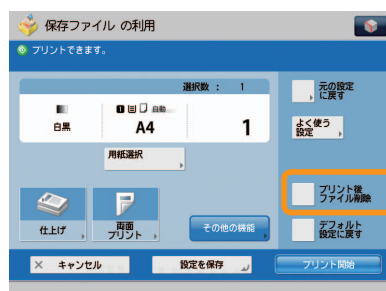 保存ファイル の利用
プリントできます。
選択数 : 1
元の設定
に戻す
1 自動
白黒
A4
1
よく使う
設定
用紙選択
プリント後
ファイル削除
仕上げ
両面
プリント
その他の機能
デフォルト
設定に戻す
キャンセル
設定を保存
プリント開始